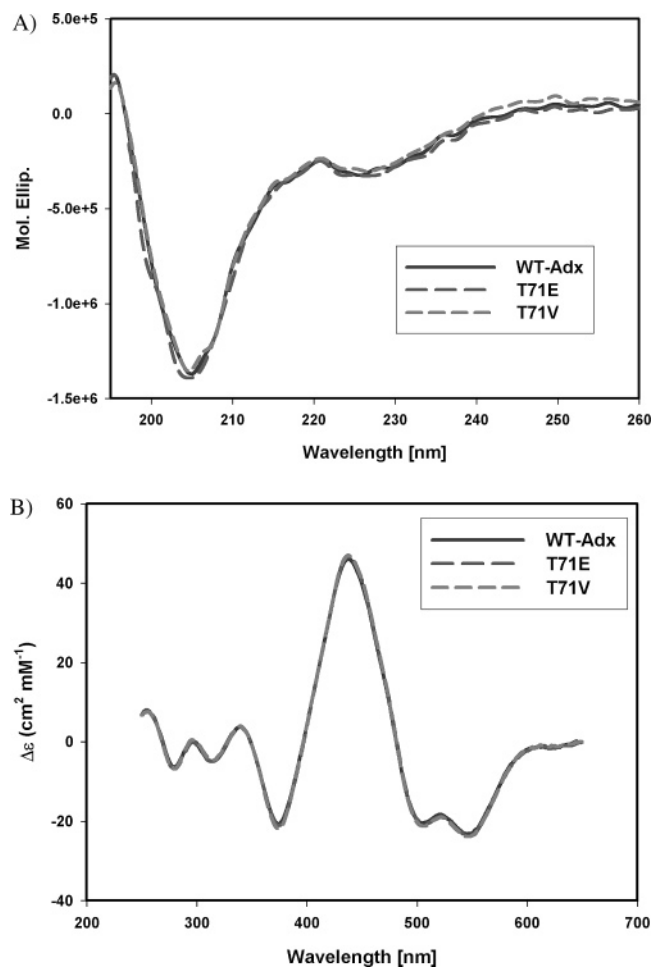 A)
5.0e+5
0.0
-5.0e+5
-1.0e+6
-1.5e+6
Mol. Ellip.
WT-Adx
T71E
T71V
200 210 220 230 240 250 260
Wavelength [nm]
B)
60
40
20
0
-20
-40
Δε (cm² mM⁻¹)
WT-Adx
T71E
T71V
200 300 400 500 600 700
Wavelength [nm]